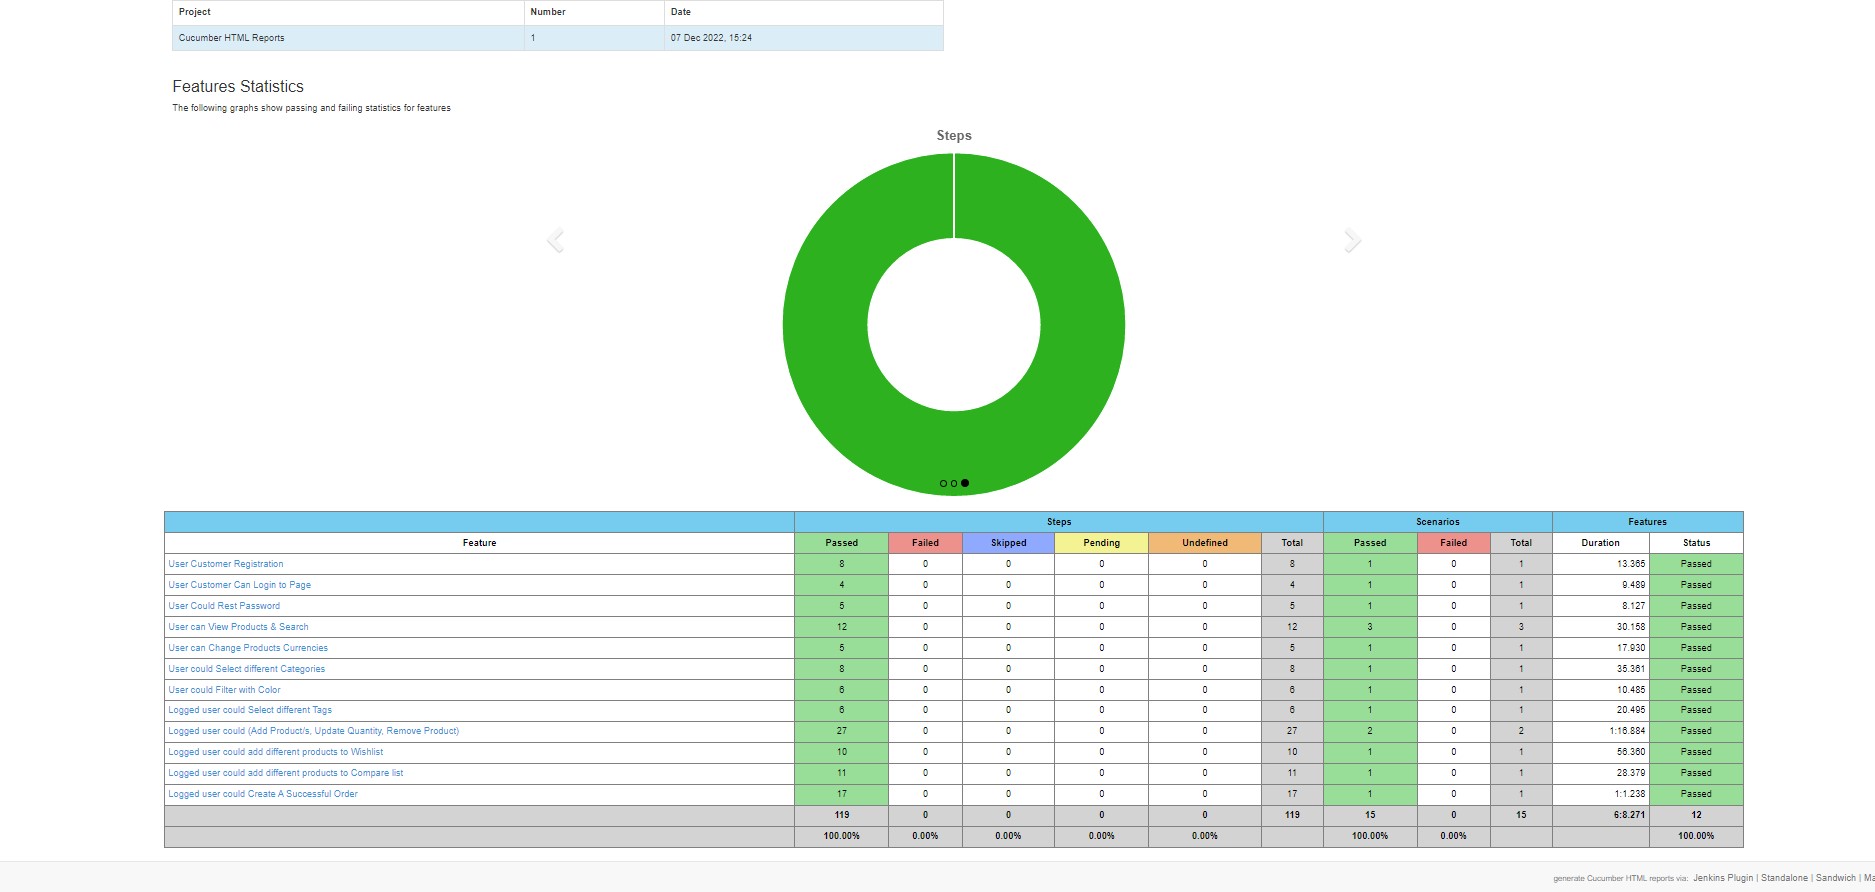 Project Number Date
Cucumber HTML Reports 1 07 Dec 2022, 15:24
Features Statistics
The following graphs show passing and failing statistics for features
Steps
Steps Scenarios Features
Feature Passed Failed Skipped Pending Undefined Total Passed Failed Total Duration Status
User Customer Registration 8 0 0 0 0 8 1 0 1 13.365 Passed
User Customer Can Login to Page 4 0 0 0 0 4 1 0 1 9.489 Passed
User Could Rest Password 5 0 0 0 0 5 1 0 1 8.127 Passed
User can View Products & Search 12 0 0 0 0 12 3 0 3 30.158 Passed
User can Change Products Currencies 5 0 0 0 0 5 1 0 1 17.930 Passed
User could Select different Categories 8 0 0 0 0 8 1 0 1 35.361 Passed
User could Filter with Color 6 0 0 0 0 6 1 0 1 10.485 Passed
Logged user could Select different Tags 6 0 0 0 0 6 1 0 1 20.495 Passed
Logged user could (Add Product/s, Update Quantity, Remove Product) 27 0 0 0 0 27 2 0 2 1:16.884 Passed
Logged user could add different products to Wishlist 10 0 0 0 0 10 1 0 1 56.360 Passed
Logged user could add different products to Compare list 11 0 0 0 0 11 1 0 1 28.379 Passed
Logged user could Create A Successful Order 17 0 0 0 0 17 1 0 1 1:1.238 Passed
119 0 0 0 0 119 15 0 15 6:8.271 12
100.00% 0.00% 0.00% 0.00% 0.00% 100.00% 0.00% 100.00%
generate Cucumber HTML reports via: Jenkins Plugin | Standalone | Sandwich | Ma